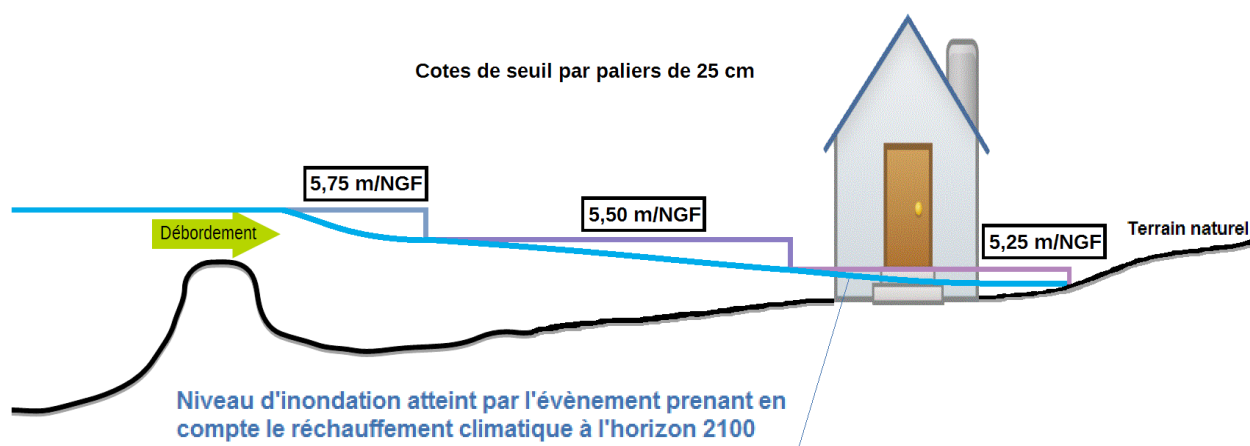 Cotes de seuil par paliers de 25 cm
5,75 m/NGF
5,50 m/NGF
Débordement
5,25 m/NGF
Terrain naturel
Niveau d'inondation atteint par l'évènement prenant en
compte le réchauffement climatique à l'horizon 2100